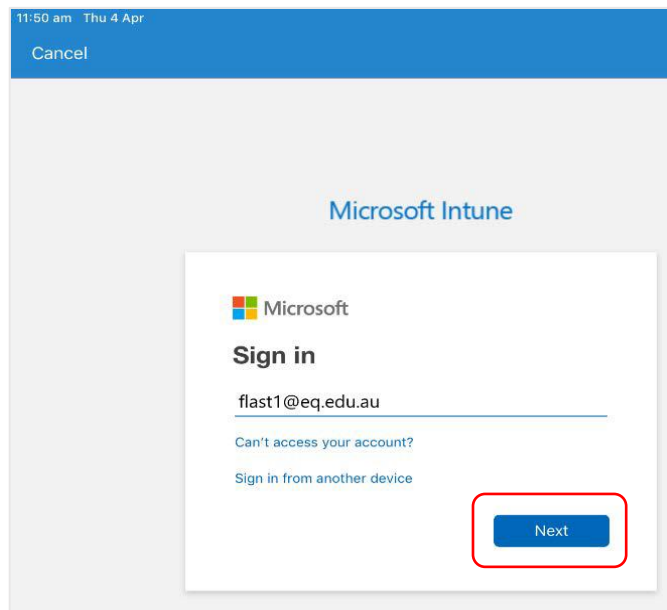 11:50 am Thu 4 Apr
Cancel
Microsoft Intune
Microsoft
Sign in
flast1@eq.edu.au
Can't access your account?
Sign in from another device
Next